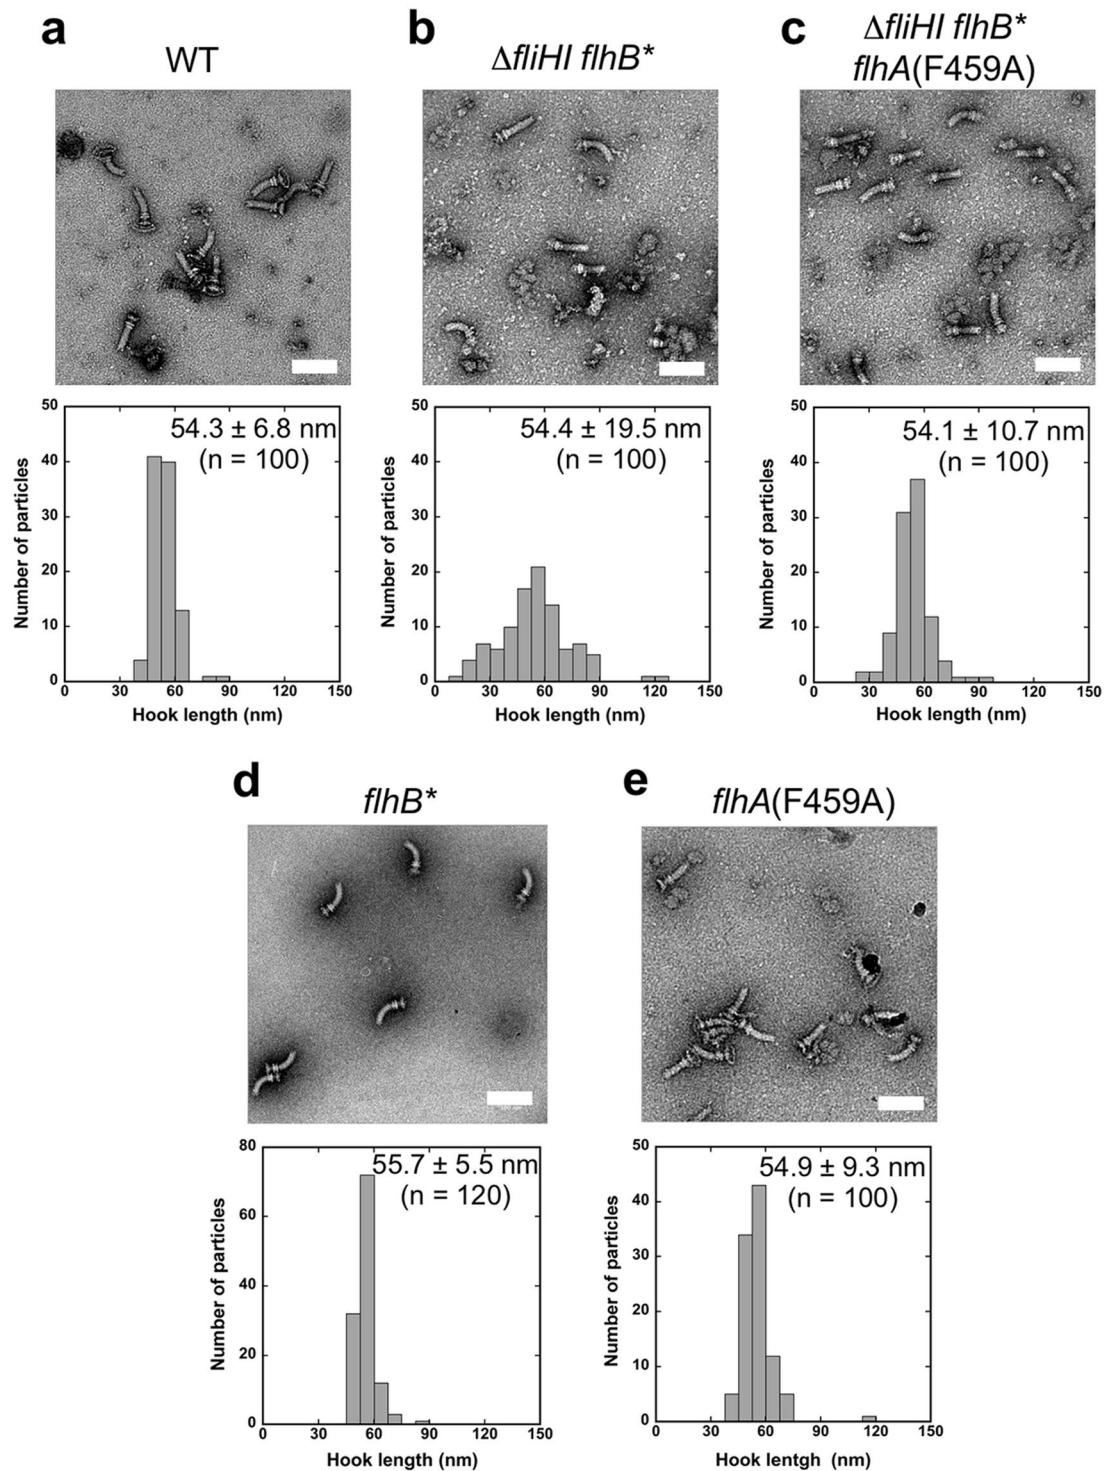 a
WT
50
40
30
20
10
0
54.3 ± 6.8 nm
(n = 100)
Number of particles
0 30 60 90 120 150
Hook length (nm)
b
ΔfliHI flhB*
50
40
30
20
10
0
54.4 ± 19.5 nm
(n = 100)
Number of particles
0 30 60 90 120 150
Hook length (nm)
c
ΔfliHI flhB*
flhA(F459A)
50
40
30
20
10
0
54.1 ± 10.7 nm
(n = 100)
Number of particles
0 30 60 90 120 150
Hook length (nm)
d
flhB*
80
60
40
20
0
55.7 ± 5.5 nm
(n = 120)
Number of particles
0 30 60 90 120 150
Hook length (nm)
e
flhA(F459A)
50
40
30
20
10
0
54.9 ± 9.3 nm
(n = 100)
Number of particles
0 30 60 90 120 150
Hook lentgh (nm)